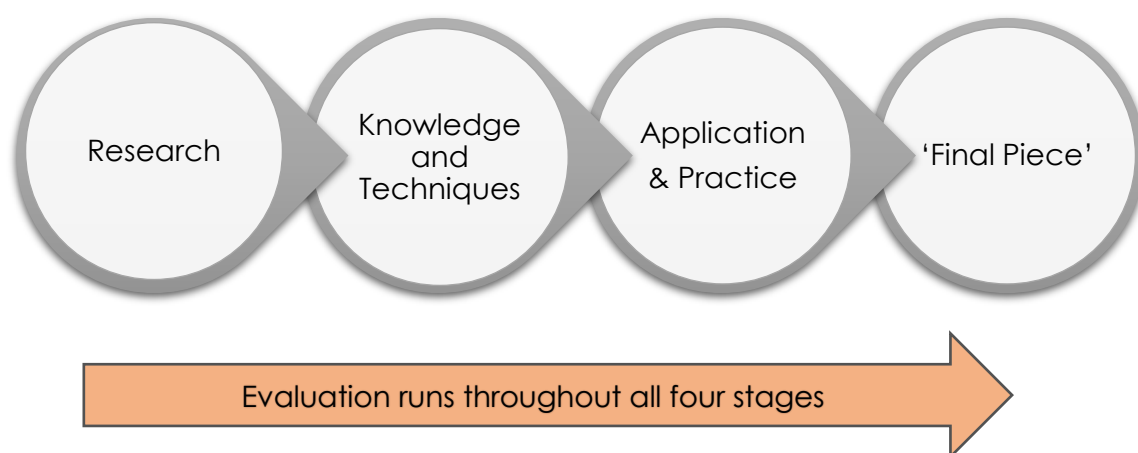 Research
Knowledge
and
Techniques
Application
& Practice
‘Final Piece’
Evaluation runs throughout all four stages